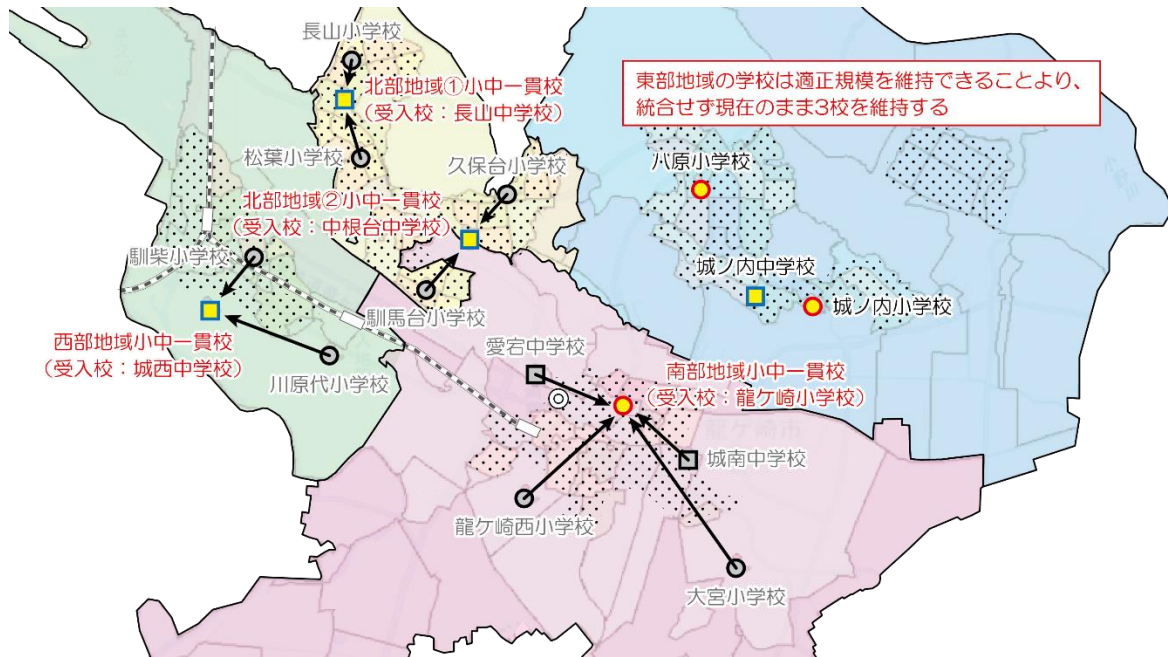 長山小学校
北部地域①小中一貫校
（受入校：長山中学校）
東部地域の学校は適正規模を維持できることより、
統合せず現在のまま3校を維持する
松葉小学校
久保台小学校
八原小学校
北部地域②小中一貫校
（受入校：中根台中学校）
馴柴小学校
城ノ内中学校
城ノ内小学校
馴馬台小学校
西部地域小中一貫校
（受入校：城西中学校）
川原代小学校
愛宕中学校
南部地域小中一貫校
（受入校：龍ケ崎小学校）
龍ケ崎市
城南中学校
龍ケ崎西小学校
大宮小学校